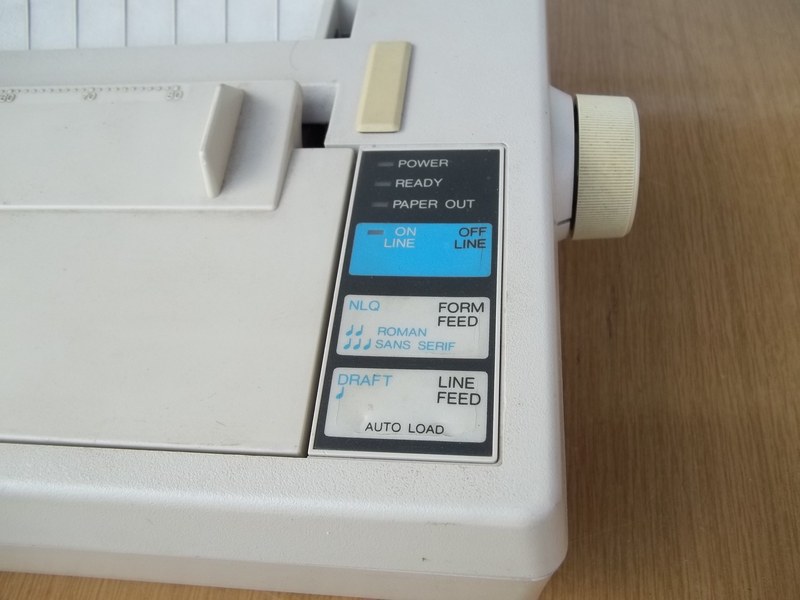 POWER
READY
PAPER OUT
ON LINE
OFF LINE
NLQ
FORM FEED
ROMAN
SANS SERIF
DRAFT
LINE FEED
AUTO LOAD